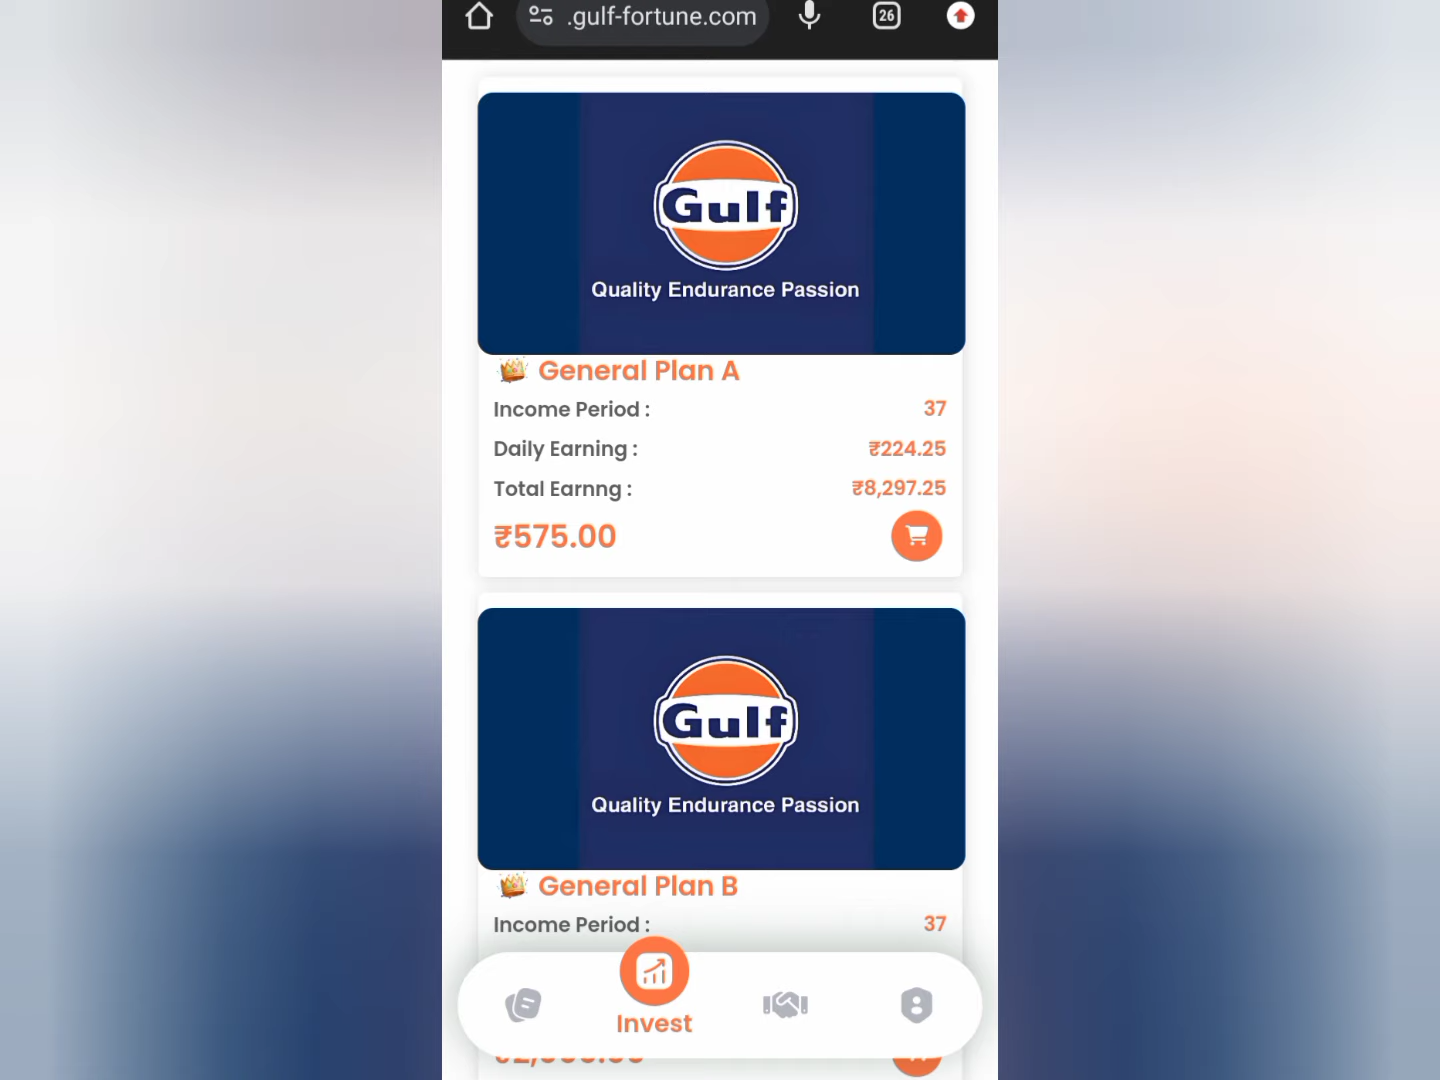 .gulf-fortune.com
26
Gulf
Quality Endurance Passion
General Plan A
Income Period : 37
Daily Earning : ₹224.25
Total Earnng : ₹8,297.25
₹575.00
Gulf
Quality Endurance Passion
General Plan B
Income Period : 37
Invest